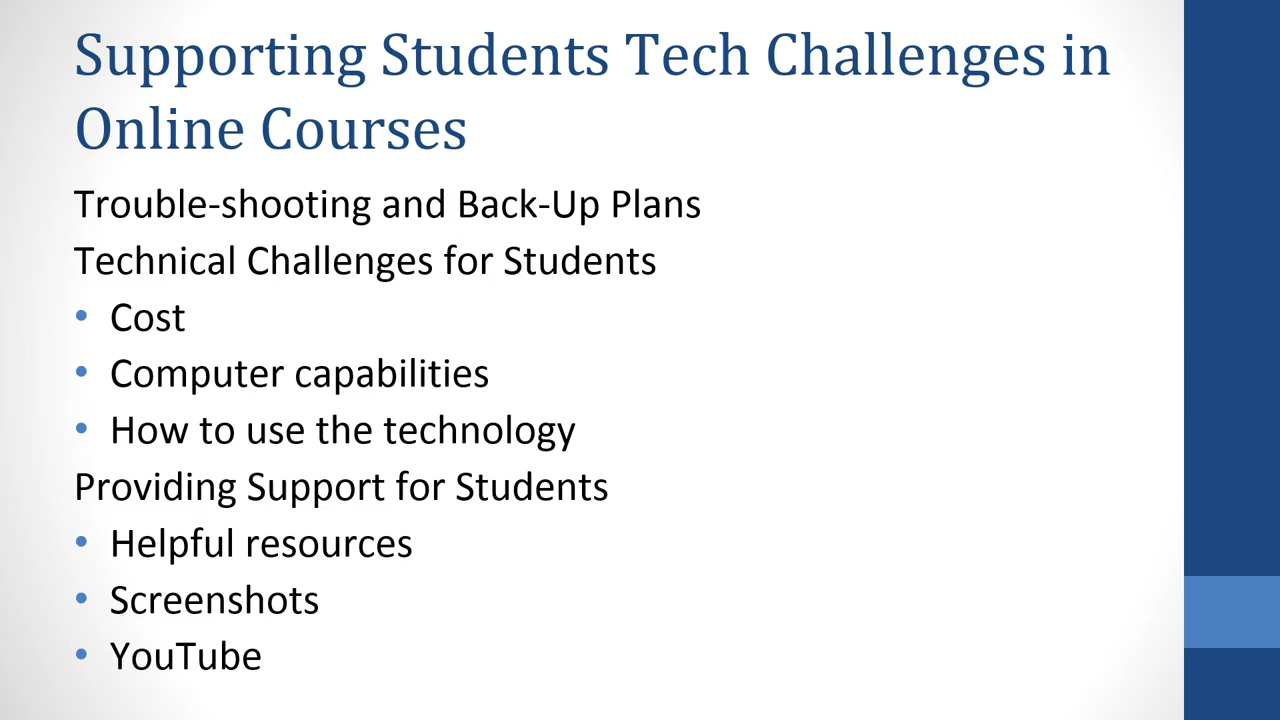 Supporting Students Tech Challenges in
Online Courses
Trouble-shooting and Back-Up Plans
Technical Challenges for Students
• Cost
• Computer capabilities
• How to use the technology
Providing Support for Students
• Helpful resources
• Screenshots
• YouTube